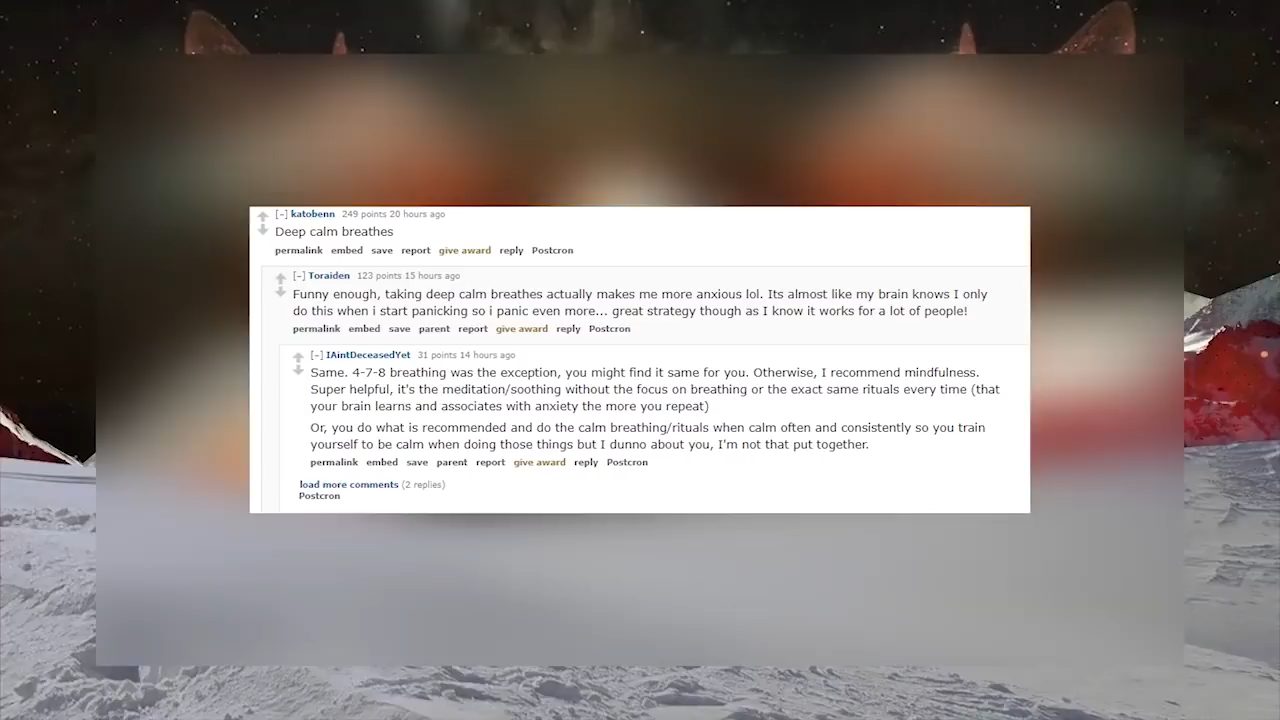 [–] katobenn 249 points 20 hours ago
Deep calm breathes
permalink embed save report give award reply Postcron
[–] Toraiden 123 points 15 hours ago
Funny enough, taking deep calm breathes actually makes me more anxious lol. Its almost like my brain knows I only
do this when i start panicking so i panic even more... great strategy though as I know it works for a lot of people!
permalink embed save parent report give award reply Postcron
[–] IAintDeceasedYet 31 points 14 hours ago
Same. 4-7-8 breathing was the exception, you might find it same for you. Otherwise, I recommend mindfulness.
Super helpful, it's the meditation/soothing without the focus on breathing or the exact same rituals every time (that
your brain learns and associates with anxiety the more you repeat)
Or, you do what is recommended and do the calm breathing/rituals when calm often and consistently so you train
yourself to be calm when doing those things but I dunno about you, I'm not that put together.
permalink embed save parent report give award reply Postcron
load more comments (2 replies)
Postcron